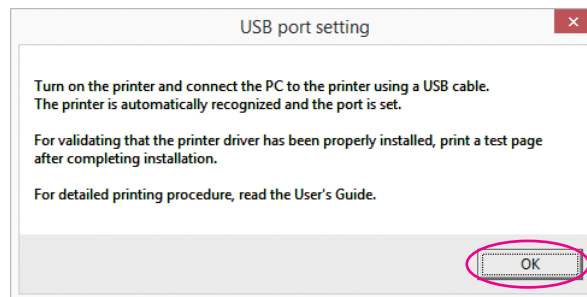 USB port setting
Turn on the printer and connect the PC to the printer using a USB cable.
The printer is automatically recognized and the port is set.
For validating that the printer driver has been properly installed, print a test page
after completing installation.
For detailed printing procedure, read the User's Guide.
OK